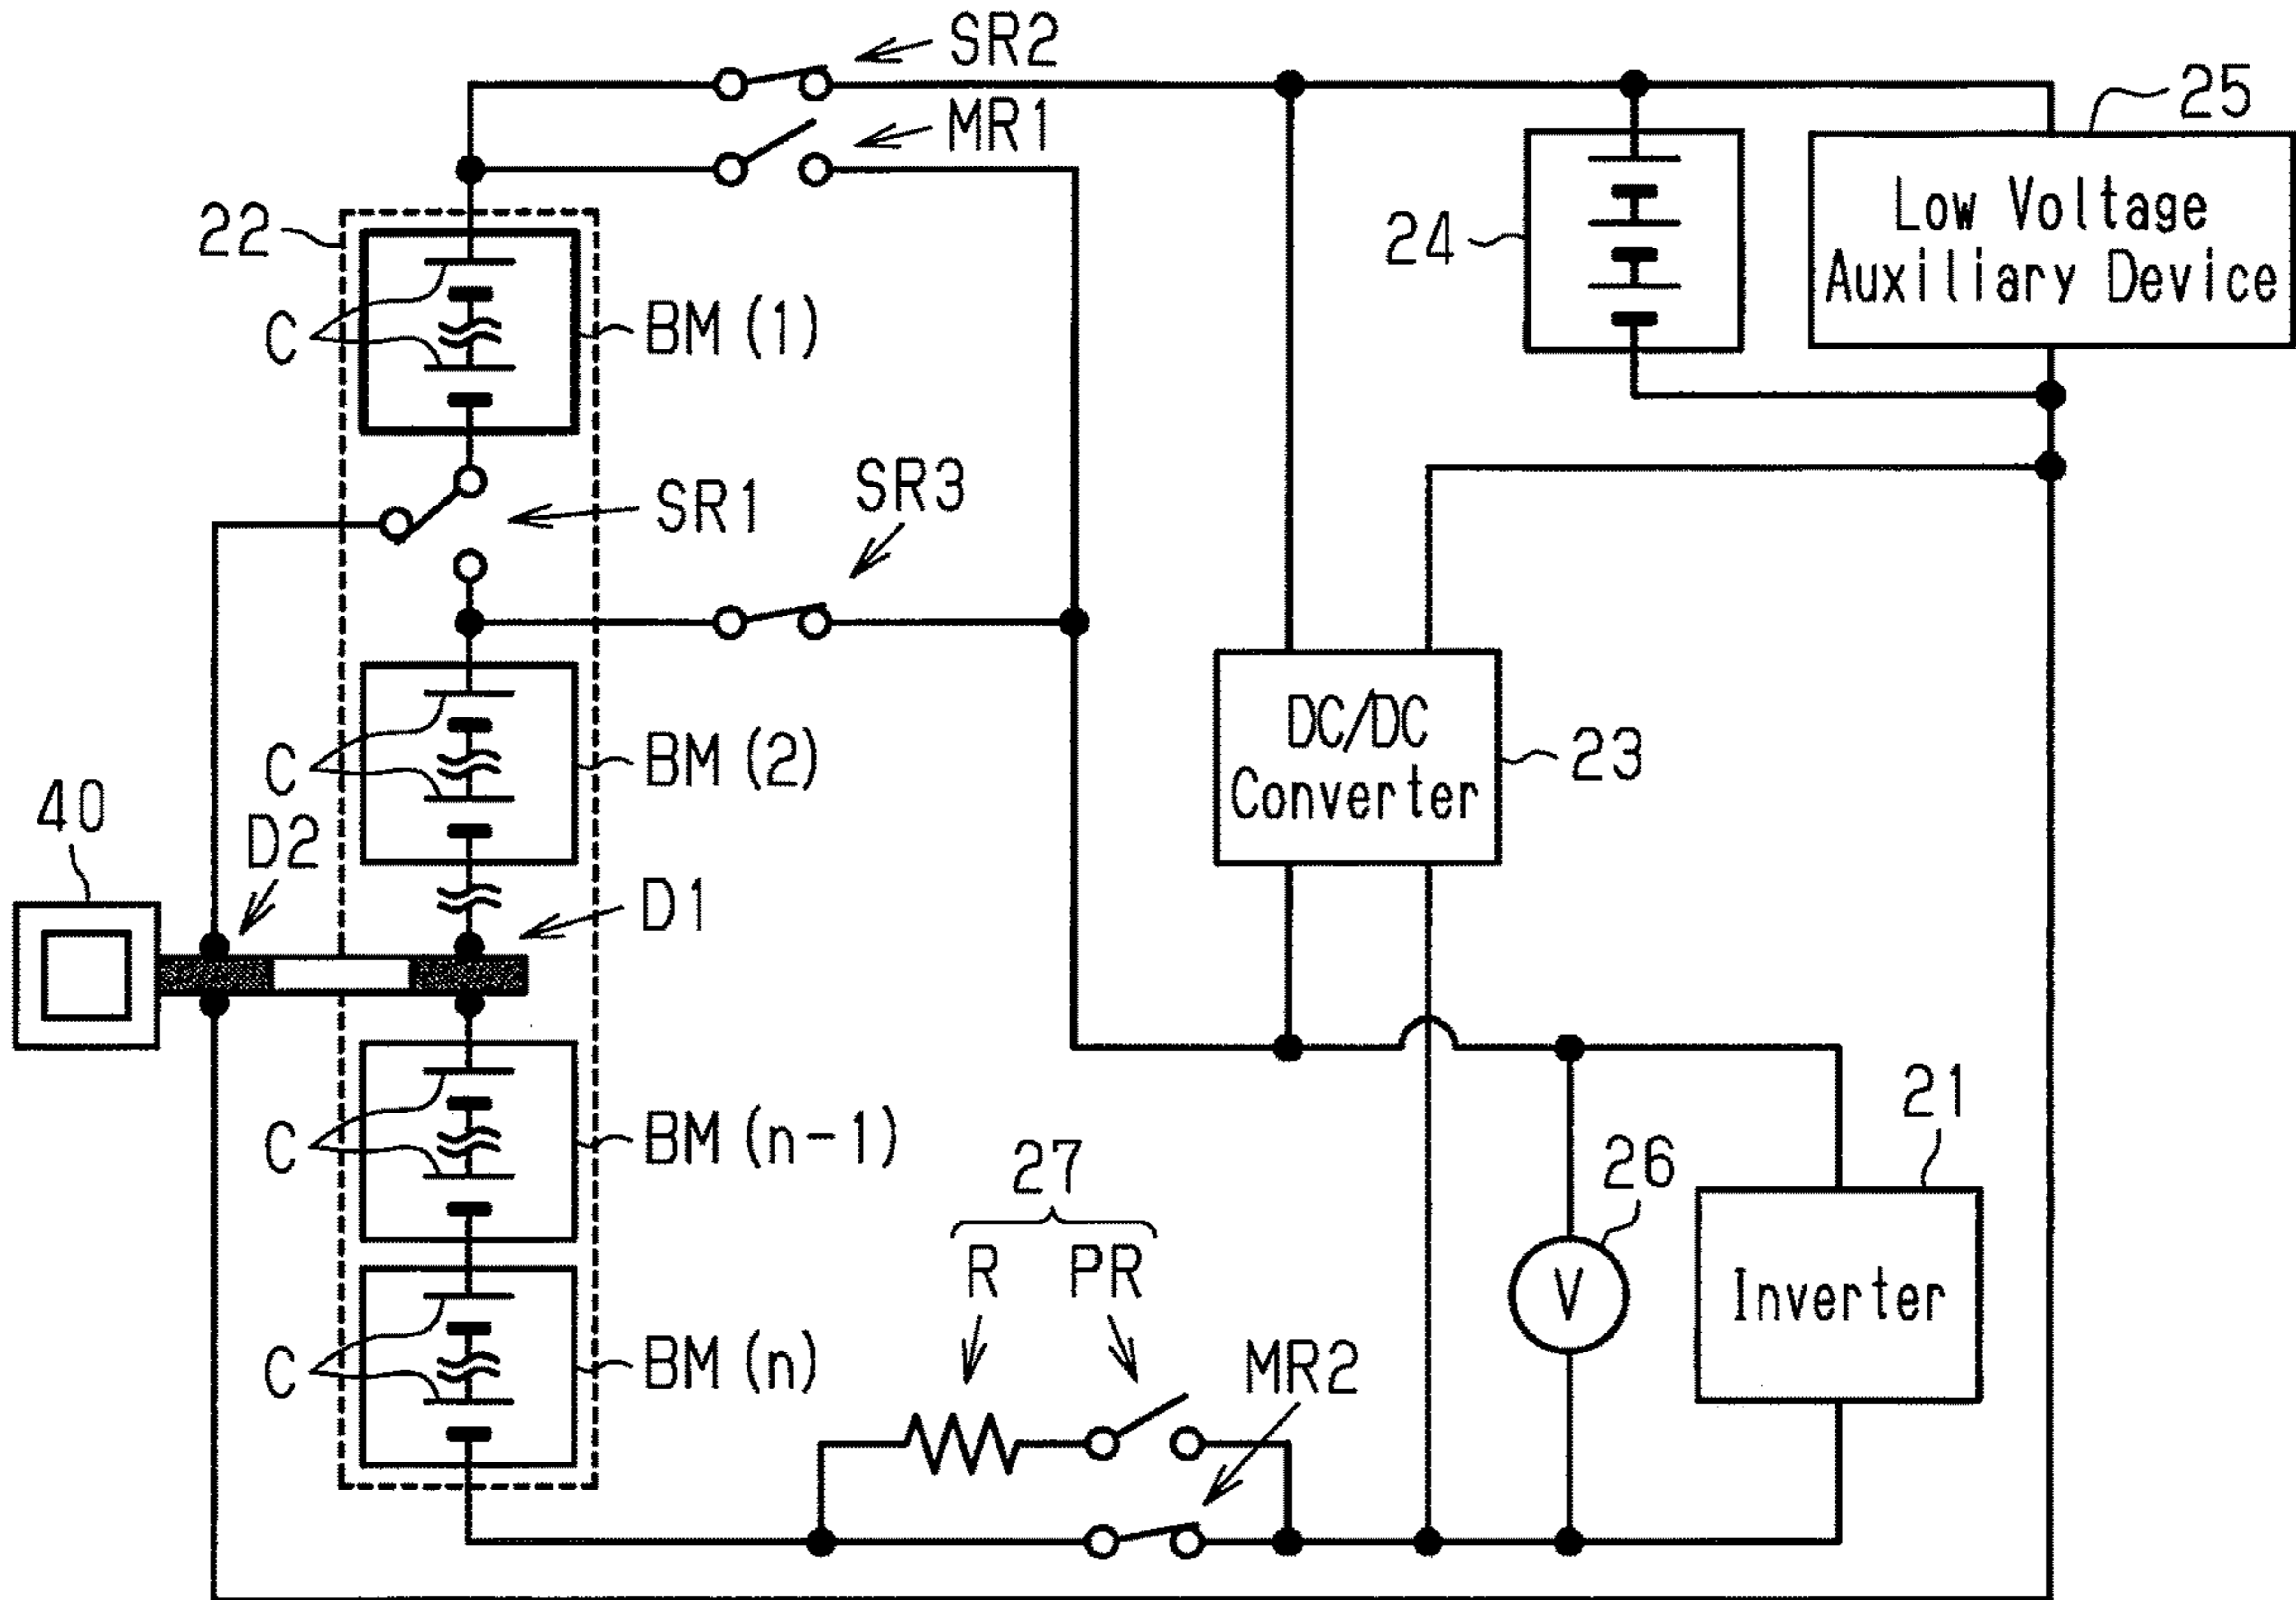 SR2
MR1
25
22
24
Low Voltage
Auxiliary Device
C
BM(1)
SR1
SR3
C
BM(2)
DC/DC
Converter
23
40
D2
D1
C
BM(n-1)
27
R
PR
26
21
V
Inverter
C
BM(n)
MR2